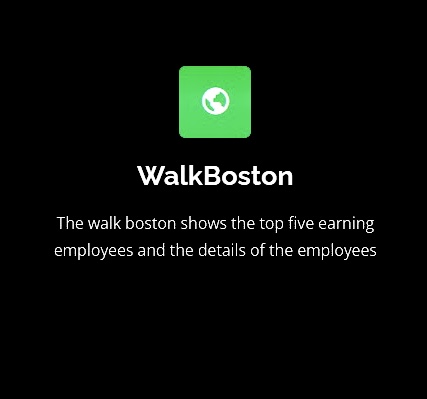 WalkBoston
The walk boston shows the top five earning
employees and the details of the employees